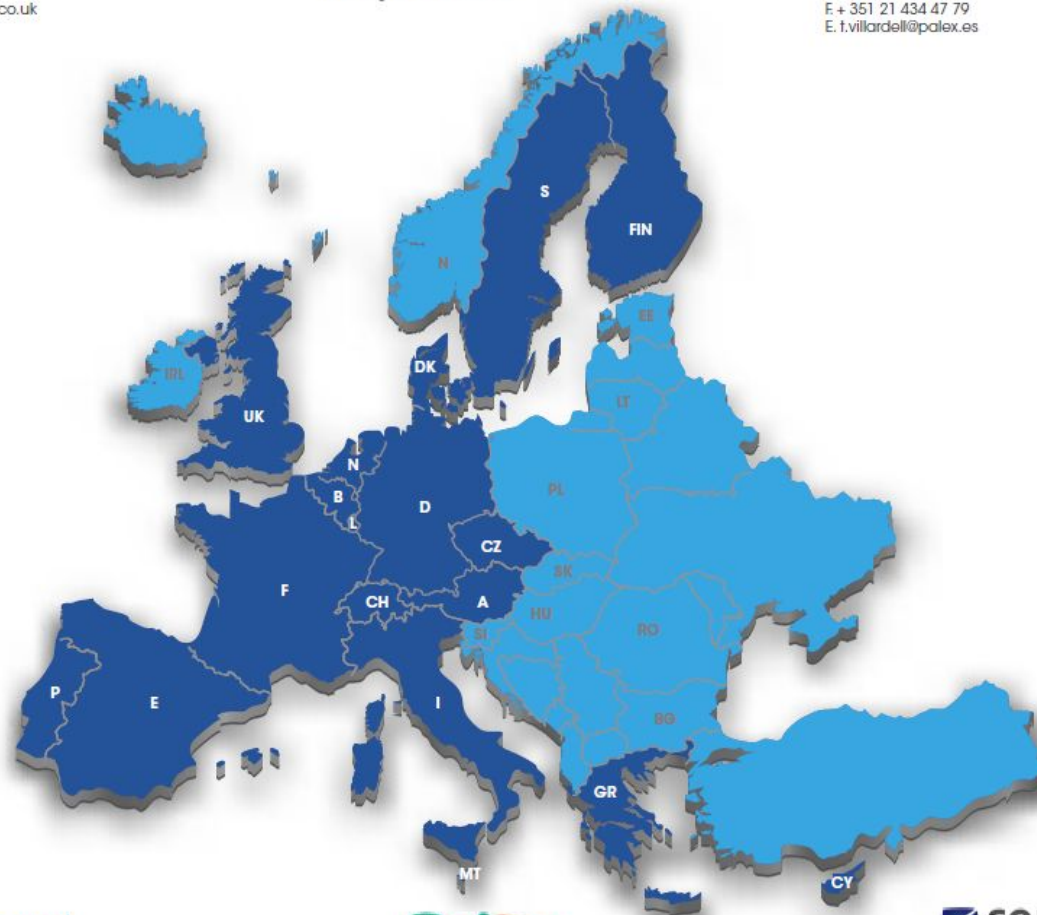 co.uk
F. + 351 21 434 47 79
E. t.villardell@palex.es
S
FIN
N
EE
IRL
DK
LT
UK
N
B
PL
D
L
CZ
SK
F
CH
A
HU
SI
RO
P
E
I
BG
GR
MT
CY